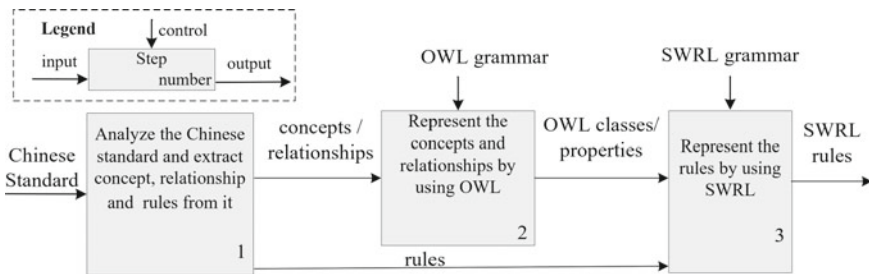 Legend
control
input
Step
number
output
OWL grammar
SWRL grammar
Chinese
Standard
Analyze the Chinese
standard and extract
concept, relationship
and rules from it
1
concepts /
relationships
Represent the
concepts and
relationships by
using OWL
2
OWL classes/
properties
Represent the
rules by using
SWRL
3
SWRL
rules
rules